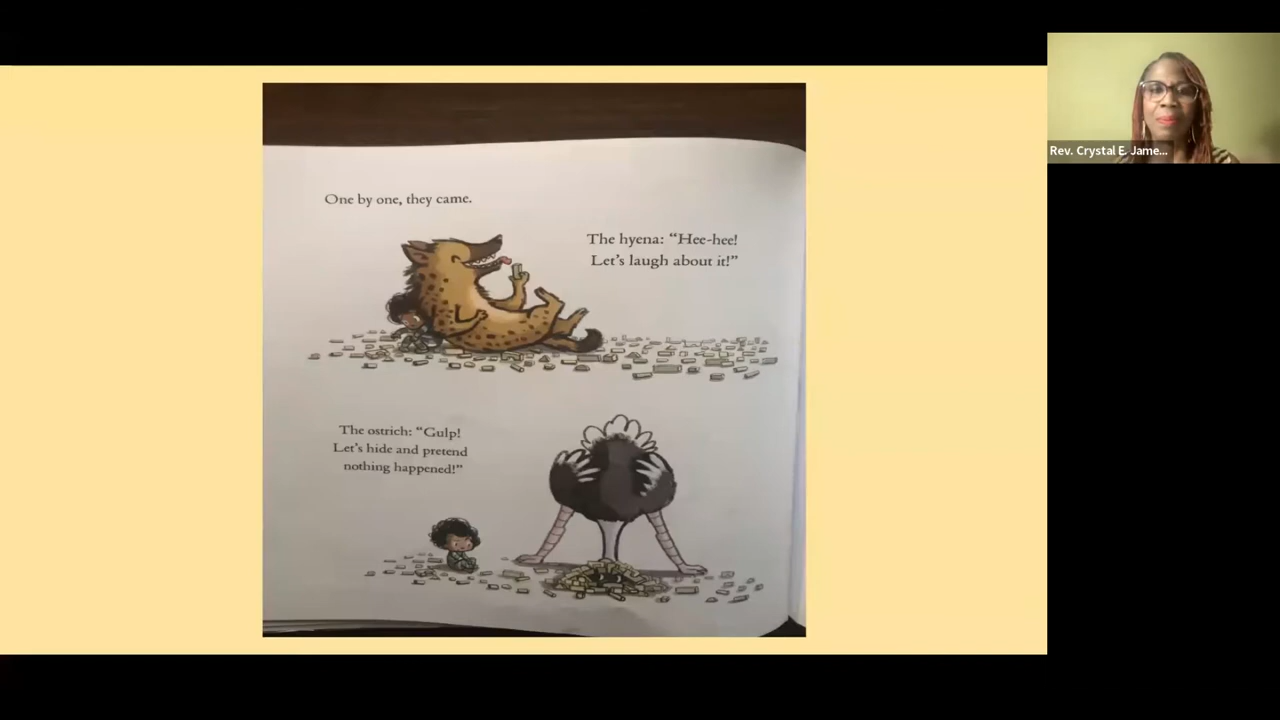 One by one, they came.
The hyena: “Hee-hee!
Let’s laugh about it!”
The ostrich: “Gulp!
Let’s hide and pretend
nothing happened!”
Rev. Crystal E. Jame...